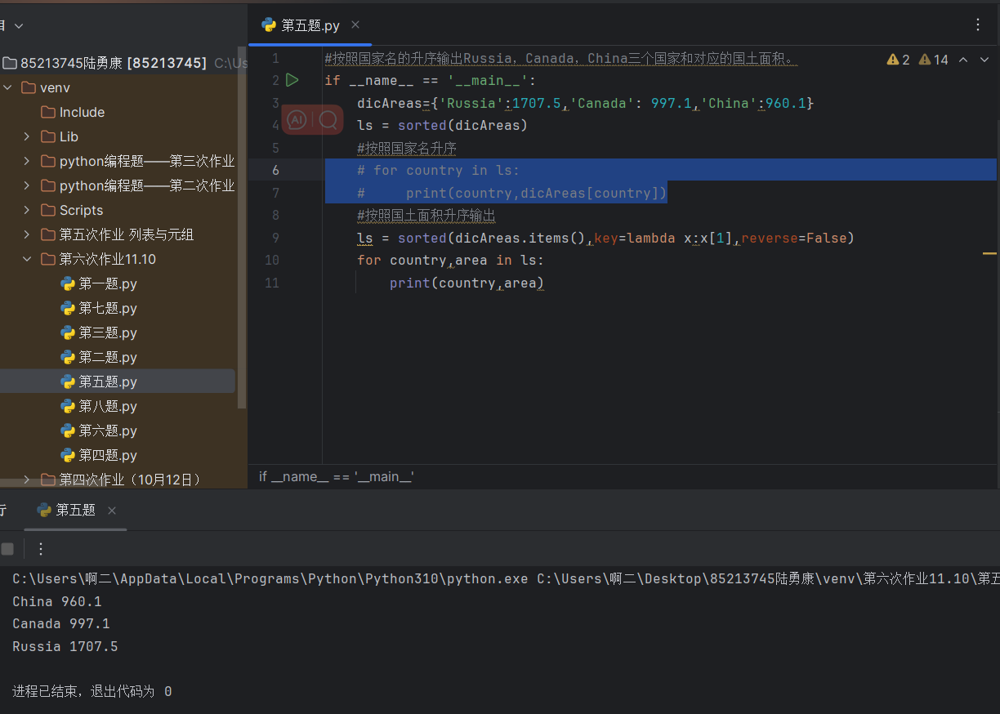 第五题.py
85213745陆勇康 [85213745] C:\Us
venv
Include
Lib
python编程题——第三次作业
python编程题——第二次作业
Scripts
第五次作业 列表与元组
第六次作业11.10
第一题.py
第七题.py
第三题.py
第二题.py
第五题.py
第八题.py
第六题.py
第四题.py
第四次作业（10月12日）
2 14
1 #按照国家名的升序输出Russia，Canada，China三个国家和对应的国土面积。
2 if __name__ == '__main__':
3 dicAreas={'Russia':1707.5,'Canada': 997.1,'China':960.1}
4 ls = sorted(dicAreas)
5 #按照国家名升序
6 # for country in ls:
7 #     print(country,dicAreas[country])
8 #按照国土面积升序输出
9 ls = sorted(dicAreas.items(),key=lambda x:x[1],reverse=False)
10 for country,area in ls:
11 print(country,area)
AI
if __name__ == '__main__'
行 第五题
C:\Users\啊二\AppData\Local\Programs\Python\Python310\python.exe C:\Users\啊二\Desktop\85213745陆勇康\venv\第六次作业11.10\第五
China 960.1
Canada 997.1
Russia 1707.5
进程已结束，退出代码为 0